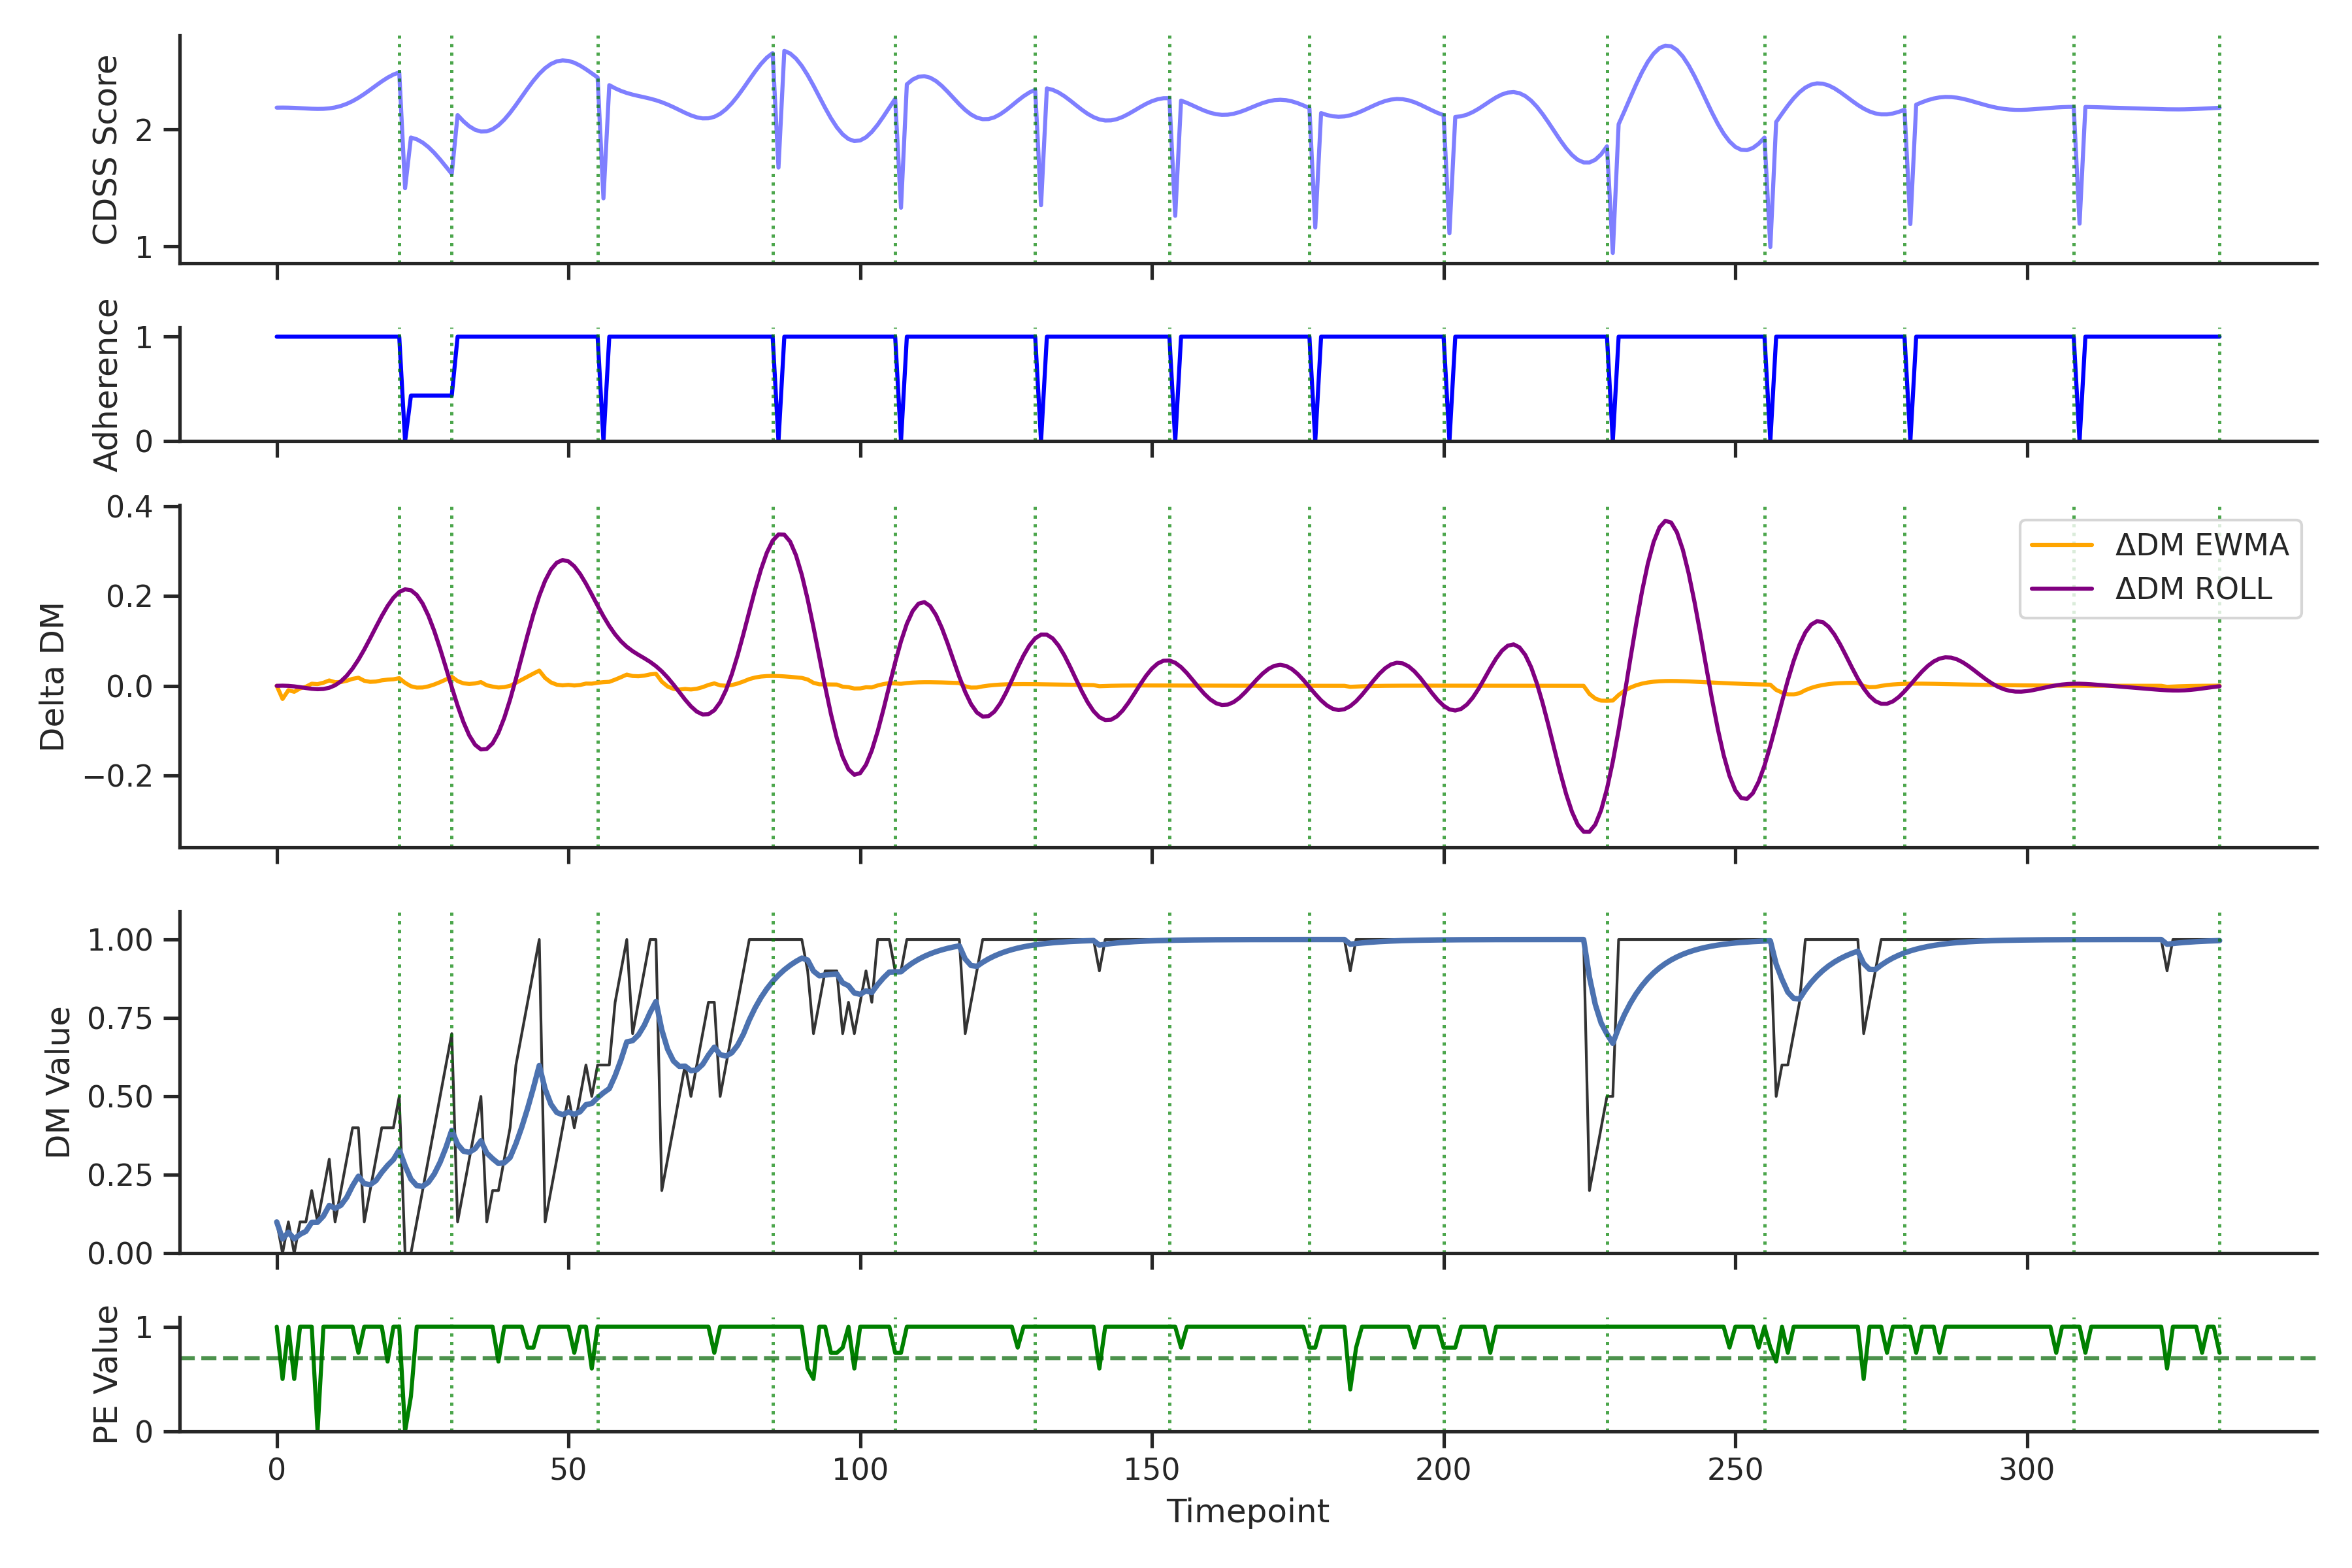 CDSS Score
2
1
Adherence
1
0
Delta DM
0.4
0.2
0.0
−0.2
ΔDM EWMA
ΔDM ROLL
DM Value
1.00
0.75
0.50
0.25
0.00
PE Value
1
0
0
50
100
150
200
250
300
Timepoint